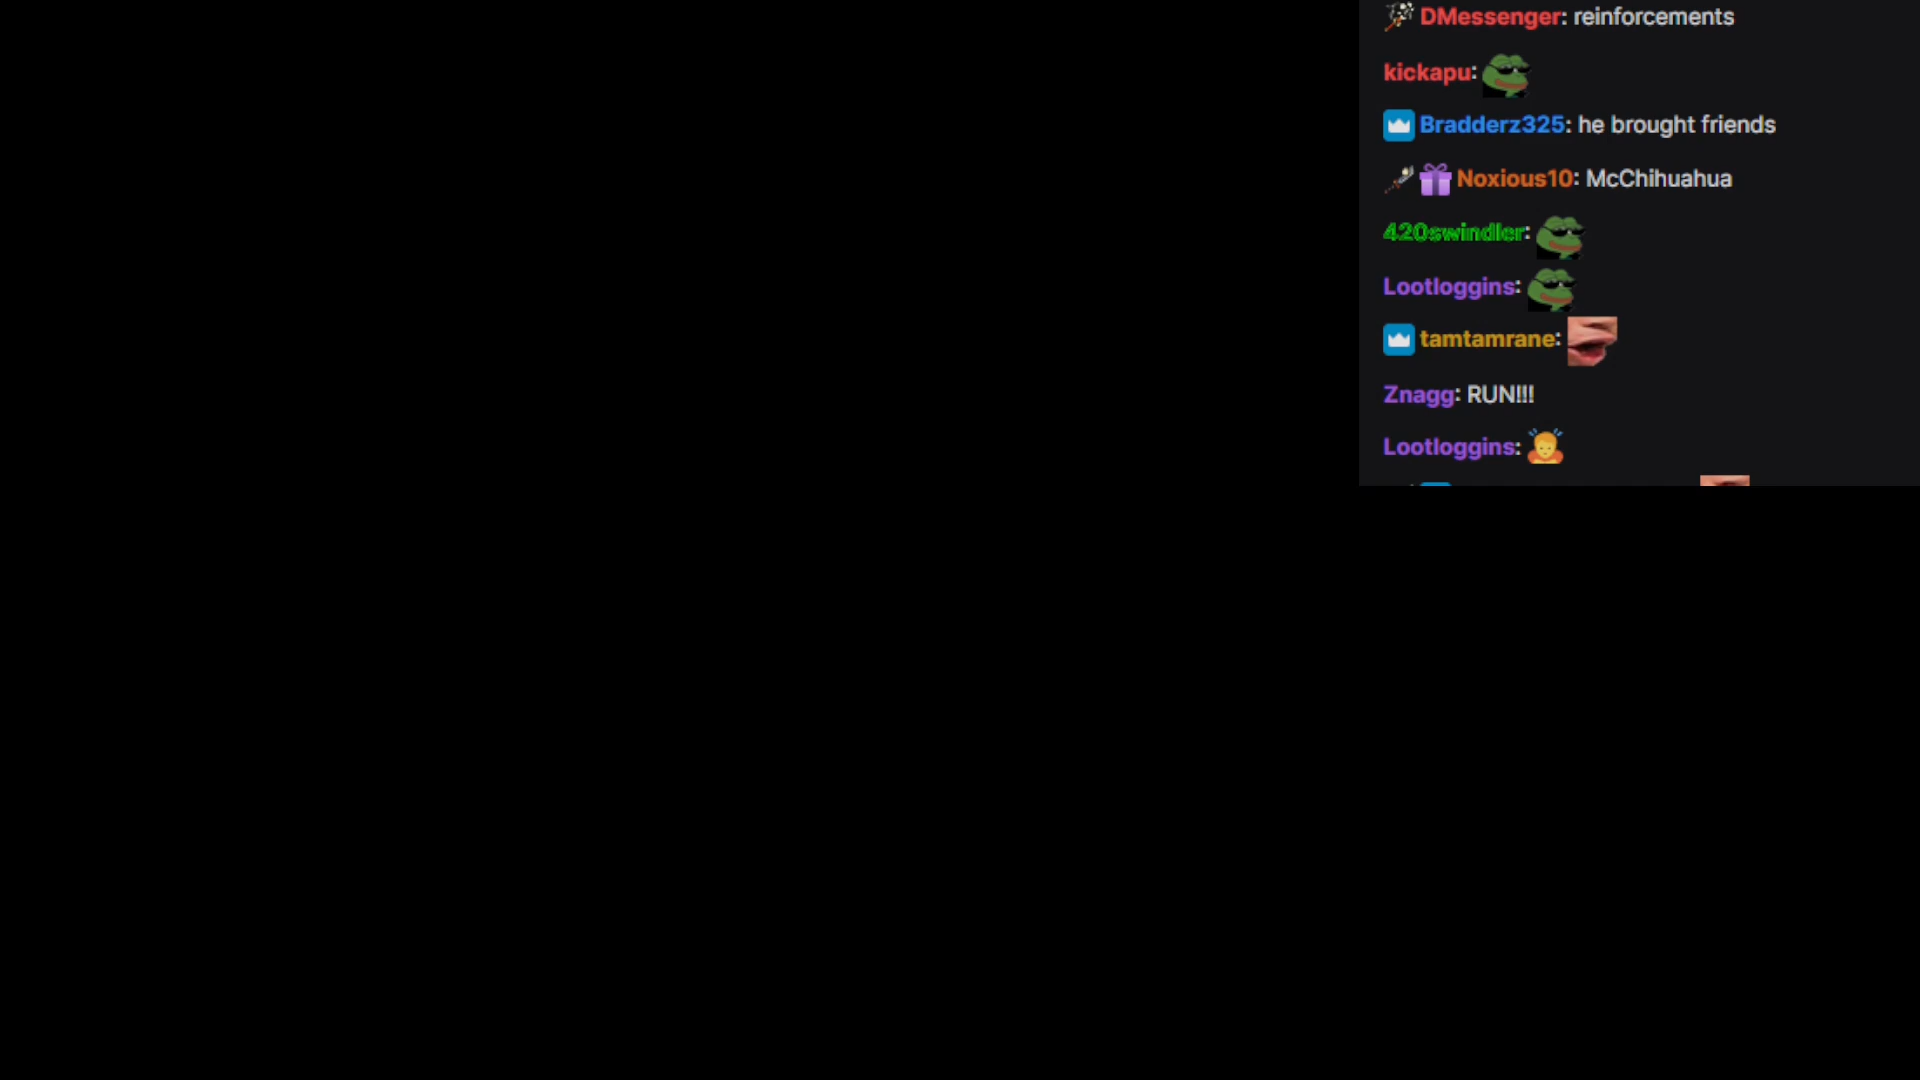 DMessenger: reinforcements
kickapu:
Bradderz325: he brought friends
Noxious10: McChihuahua
420swindler:
Lootloggins:
tamtamrane:
Znagg: RUN!!!
Lootloggins: